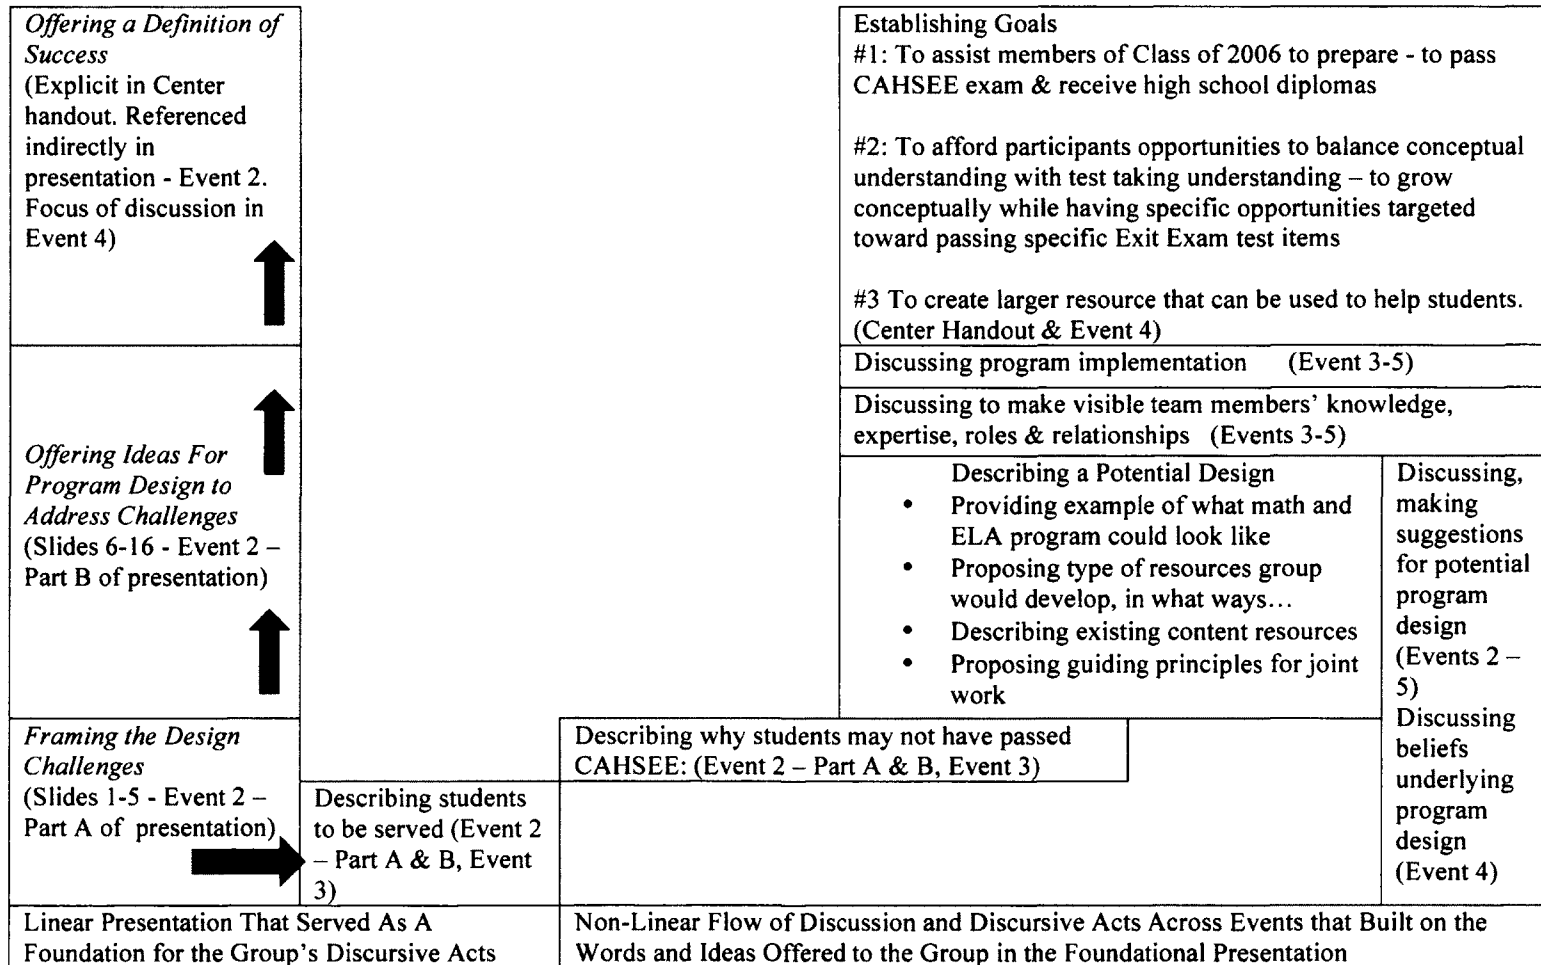 Offering a Definition of
Success
(Explicit in Center
handout. Referenced
indirectly in
presentation - Event 2.
Focus of discussion in
Event 4)
Establishing Goals
#1: To assist members of Class of 2006 to prepare - to pass
CAHSEE exam & receive high school diplomas
#2: To afford participants opportunities to balance conceptual
understanding with test taking understanding – to grow
conceptually while having specific opportunities targeted
toward passing specific Exit Exam test items
#3 To create larger resource that can be used to help students.
(Center Handout & Event 4)
Discussing program implementation (Event 3-5)
Discussing to make visible team members' knowledge,
expertise, roles & relationships (Events 3-5)
Offering Ideas For
Program Design to
Address Challenges
(Slides 6-16 - Event 2 –
Part B of presentation)
Describing a Potential Design
• Providing example of what math and
ELA program could look like
• Proposing type of resources group
would develop, in what ways…
• Describing existing content resources
• Proposing guiding principles for joint
work
Discussing,
making
suggestions
for potential
program
design
(Events 2 –
5)
Discussing
beliefs
underlying
program
design
(Event 4)
Framing the Design
Challenges
(Slides 1-5 - Event 2 –
Part A of presentation)
Describing students
to be served (Event 2
– Part A & B, Event
3)
Describing why students may not have passed
CAHSEE: (Event 2 – Part A & B, Event 3)
Linear Presentation That Served As A
Foundation for the Group's Discursive Acts
Non-Linear Flow of Discussion and Discursive Acts Across Events that Built on the
Words and Ideas Offered to the Group in the Foundational Presentation